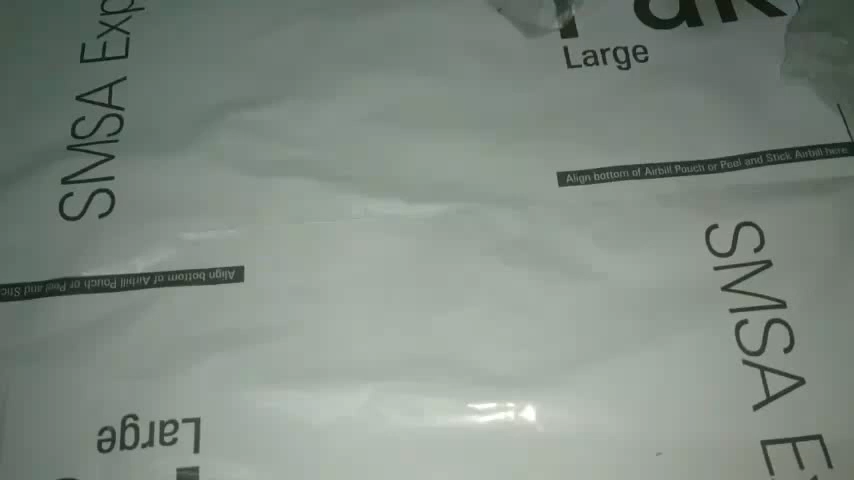 SMSA Exp
Large
Align bottom of Airbill Pouch or Peel and Stick Airbill here
SMSA Ex
Align bottom of Airbill Pouch or Peel and Stic
Large